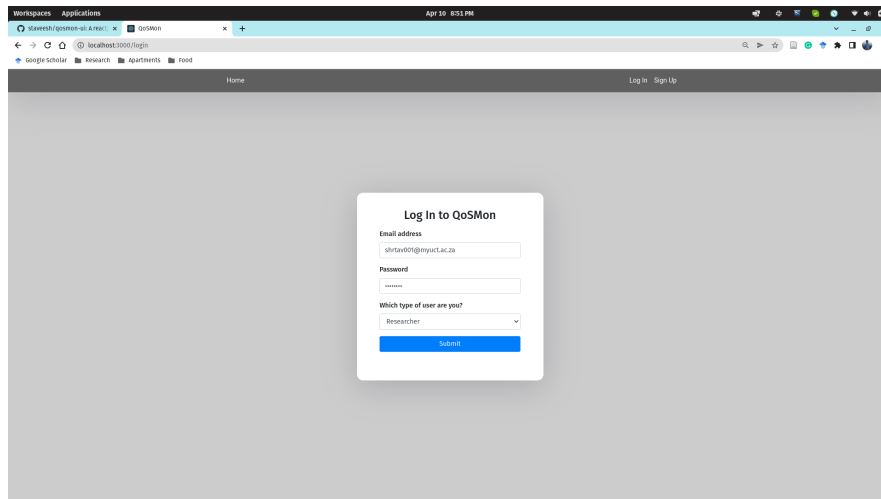 Workspaces Applications Apr 10 8:51 PM
staveesh/qosmon-ui: A react QoSMon
localhost:3000/login
Google Scholar Research Apartments Food
Home Log In Sign Up
Log In to QoSMon
Email address
shrtav001@myuct.ac.za
Password
Which type of user are you?
Researcher
Submit